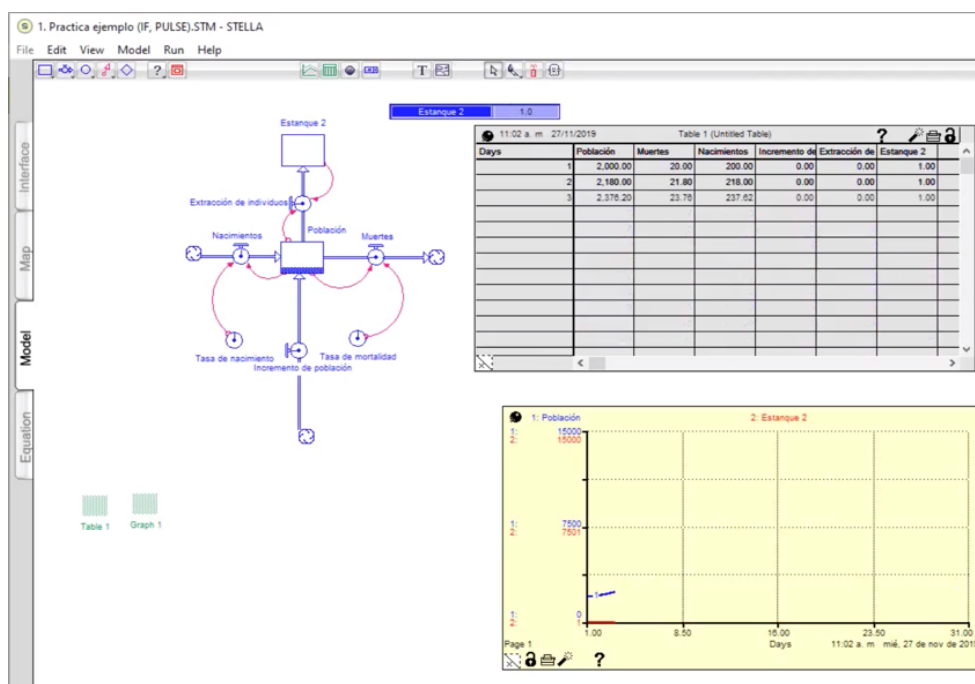 1. Practica ejemplo (IF, PULSE).STM - STELLA
File Edit View Model Run Help
Interface
Map
Model
Equation
Estanque 2 1.0
Estanque 2
Extracción de individuos
Población
Nacimientos
Muertes
Tasa de nacimiento
Tasa de mortalidad
Incremento de población
Table 1
Graph 1
11:02 a. m 27/11/2019 Table 1 (Untitled Table) ?
Days Población Muertes Nacimientos Incremento de Extracción de Estanque 2
1 2,000.00 20.00 200.00 0.00 0.00 1.00
2 2,180.00 21.80 218.00 0.00 0.00 1.00
3 2,376.20 23.76 237.62 0.00 0.00 1.00
1: Población 2: Estanque 2
1: 15000
2: 15000
1: 7500
2: 7501
1: 0
2: 1
1
1.00 8.50 16.00 23.50 31.00
Page 1 Days 11:02 a. m mié, 27 de nov de 2019
?